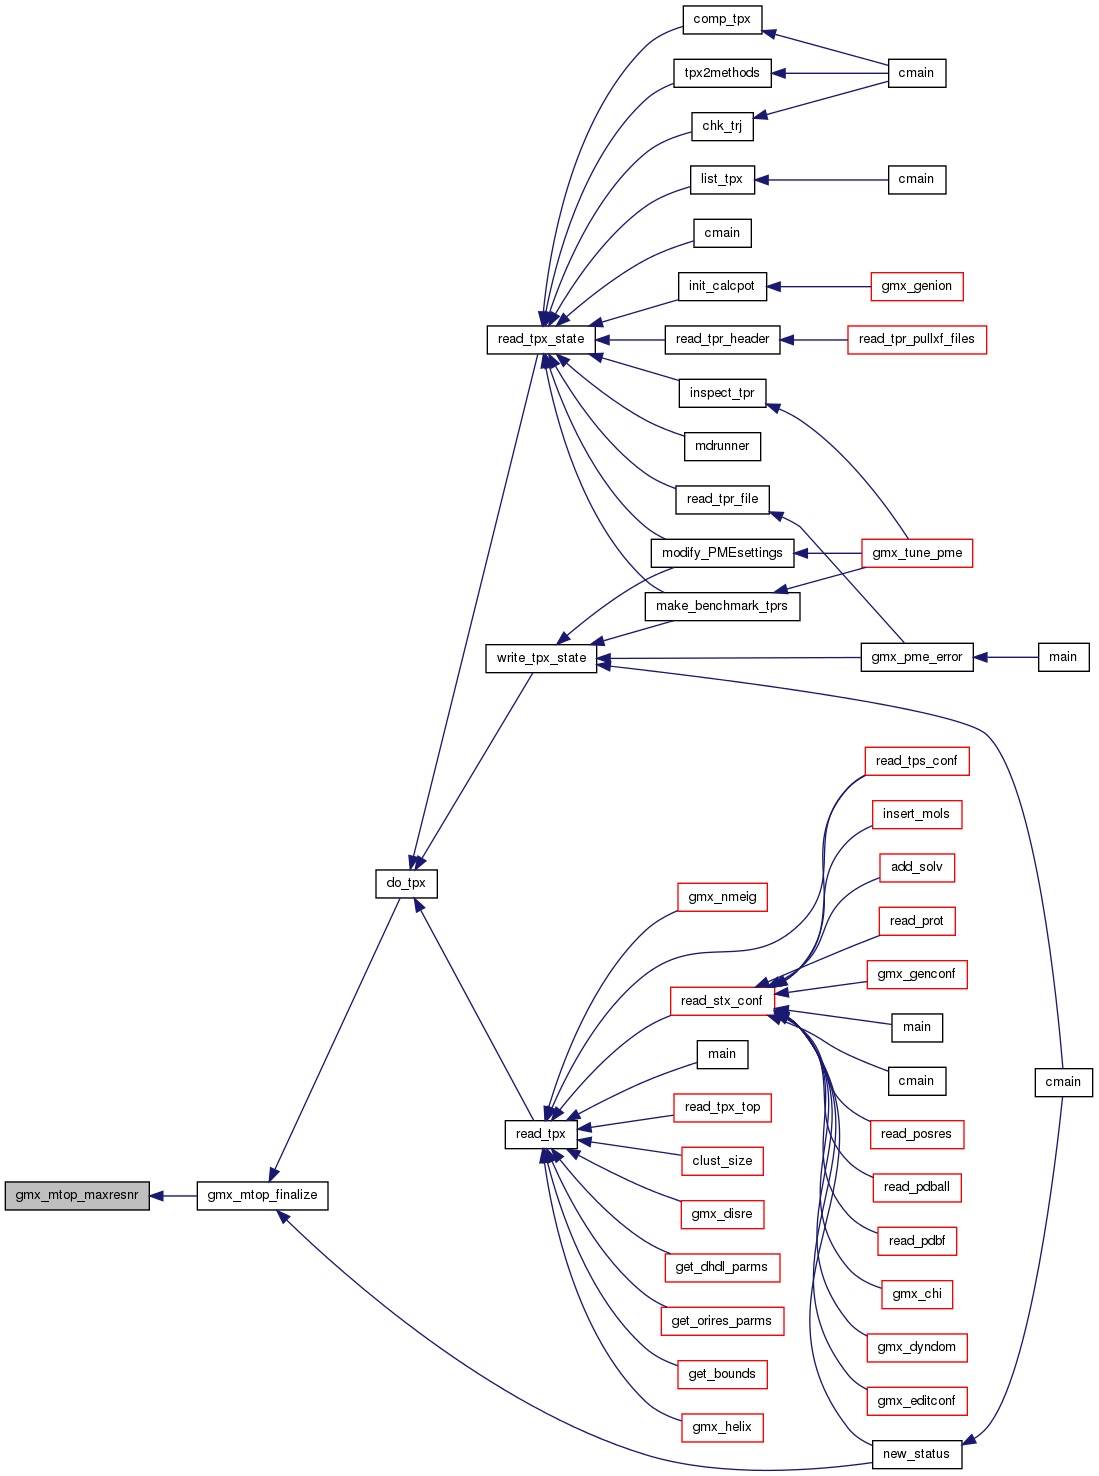 comp_tpx
tpx2methods
cmain
chk_trj
list_tpx
cmain
cmain
init_calcpot
gmx_genion
read_tpx_state
read_tpr_header
read_tpr_pullxf_files
inspect_tpr
mdrunner
read_tpr_file
modify_PMEsettings
gmx_tune_pme
make_benchmark_tprs
write_tpx_state
gmx_pme_error
main
read_tps_conf
insert_mols
add_solv
do_tpx
gmx_nmeig
read_prot
gmx_genconf
read_stx_conf
main
main
cmain
cmain
read_tpx_top
read_tpx
read_posres
clust_size
read_pdball
gmx_mtop_maxresnr
gmx_mtop_finalize
gmx_disre
read_pdbf
get_dhdl_parms
gmx_chi
get_orires_parms
gmx_dyndom
get_bounds
gmx_editconf
gmx_helix
new_status